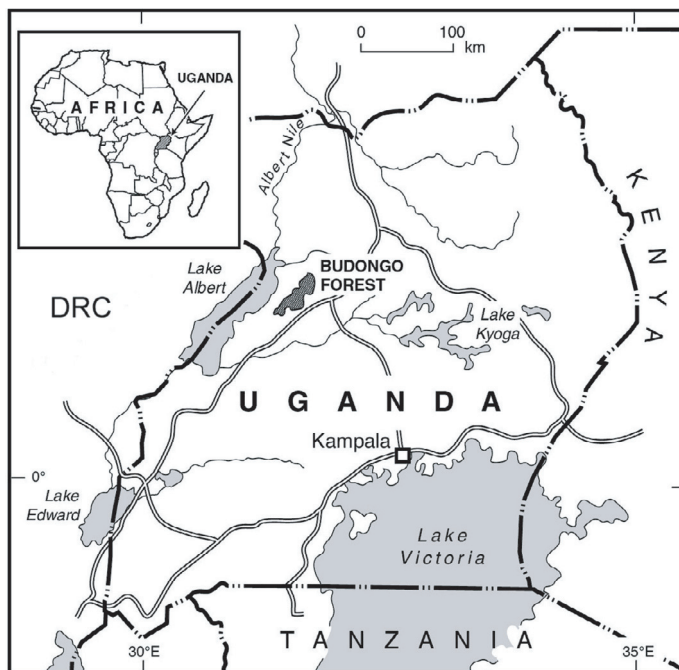 0 100
km
UGANDA
AFRICA
Albert Nile
KENYA
Lake
Albert
BUDONGO
FOREST
DRC
Lake
Kyoga
UGANDA
Kampala
0°
Lake
Edward
Lake
Victoria
TANZANIA
30°E
35°E